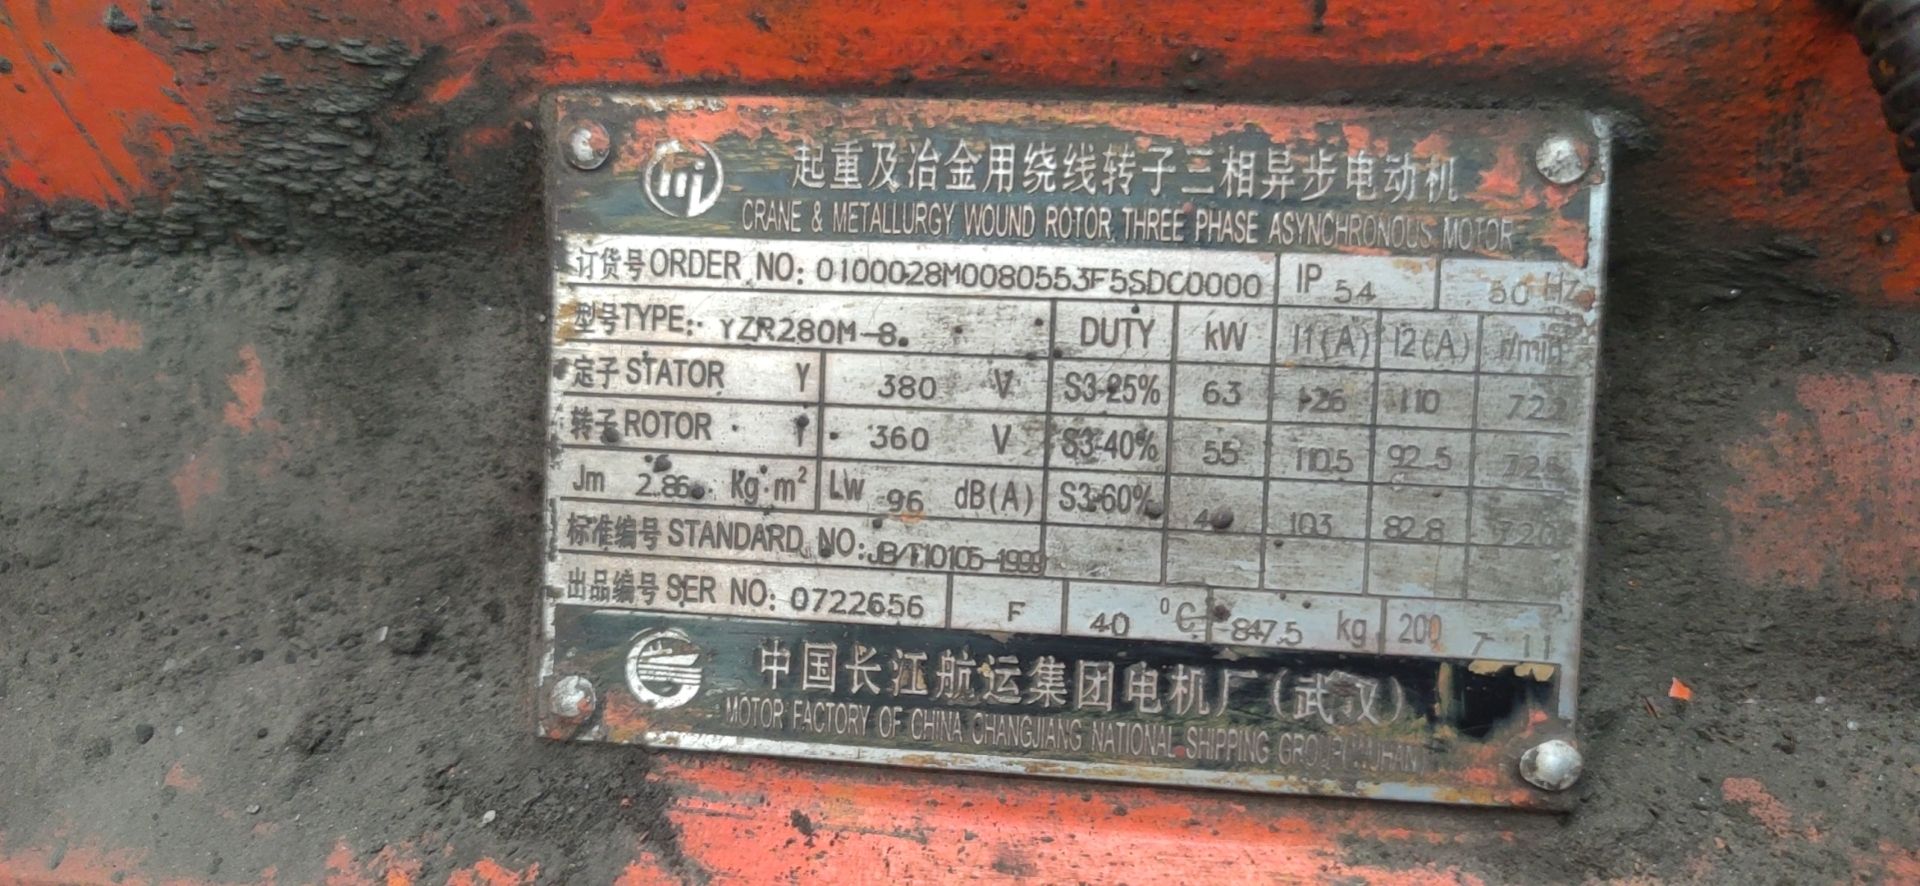 起重及冶金用绕线转子三相异步电动机
CRANE & METALLURGY WOUND ROTOR THREE PHASE ASYNCHRONOUS MOTOR
订货号 ORDER NO: 0100028M0080553F5SDC0000 IP 54 50 Hz
型号 TYPE: YZR280M-8 DUTY kW I1(A) I2(A) r/min
定子 STATOR Y 380 V S3-25% 63 126 110 722
转子 ROTOR 360 V S3-40% 55 110.5 92.5
Jm 2.86 Kg·m² LW 96 dB(A) S3-60% 103 82.8 720
标准编号 STANDARD NO: JB/T10105-1999
出品编号 SER NO: 0722656 F 40 °C 847.5 kg 200 7 11
中国长江航运集团电机厂(武汉)
MOTOR FACTORY OF CHINA CHANGJIANG NATIONAL SHIPPING GROUP(WUHAN)